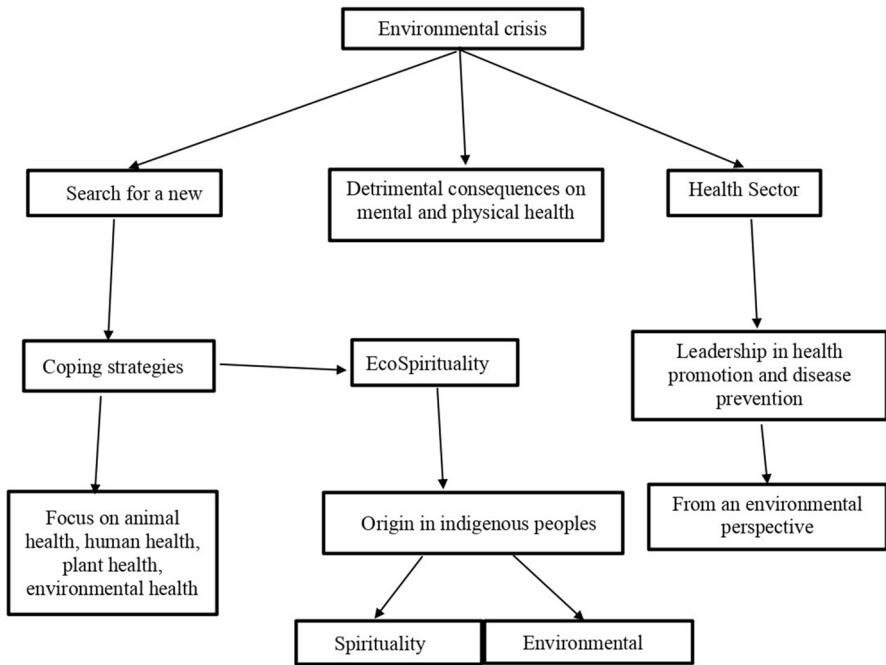 Environmental crisis
Search for a new
Detrimental consequences on
mental and physical health
Health Sector
Coping strategies
EcoSpirituality
Leadership in health
promotion and disease
prevention
Focus on animal
health, human health,
plant health,
environmental health
Origin in indigenous peoples
From an environmental
perspective
Spirituality
Environmental